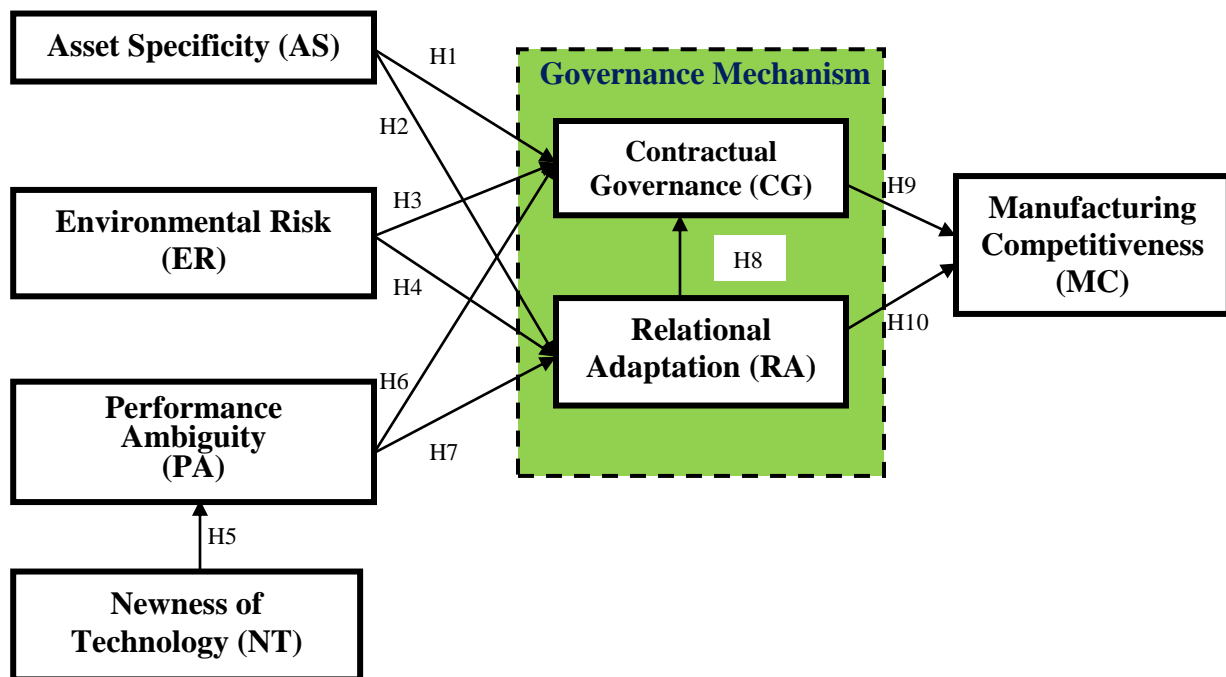 Asset Specificity (AS)
H1
Governance Mechanism
H2
Contractual
Governance (CG)
H3
Environmental Risk
(ER)
H9
Manufacturing
Competitiveness
(MC)
H4
H8
H10
Relational
Adaptation (RA)
H6
Performance
Ambiguity
(PA)
H7
H5
Newness of
Technology (NT)